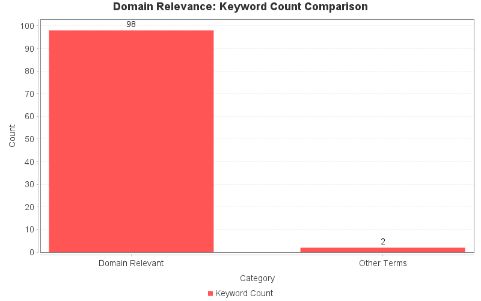 Domain Relevance: Keyword Count Comparison
98
2
100
90
80
70
60
50
40
30
20
10
0
Count
Domain Relevant
Other Terms
Category
Keyword Count